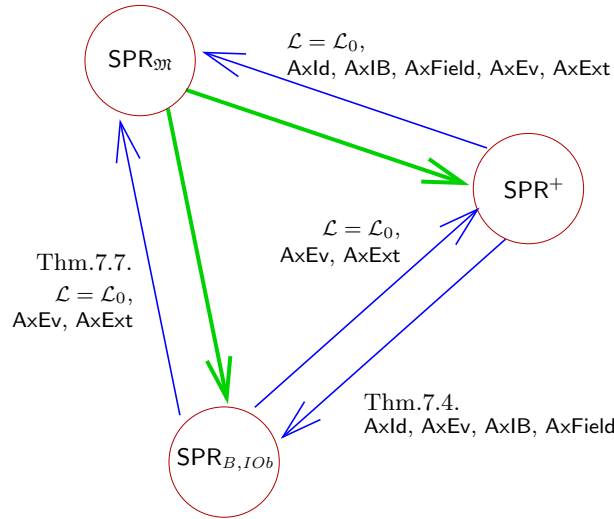 SPR𝔐
ℒ = ℒ₀,
AxId, AxIB, AxField, AxEv, AxExt
SPR⁺
ℒ = ℒ₀,
AxEv, AxExt
Thm.7.7.
ℒ = ℒ₀,
AxEv, AxExt
Thm.7.4.
AxId, AxEv, AxIB, AxField
SPR_{B,IOb}